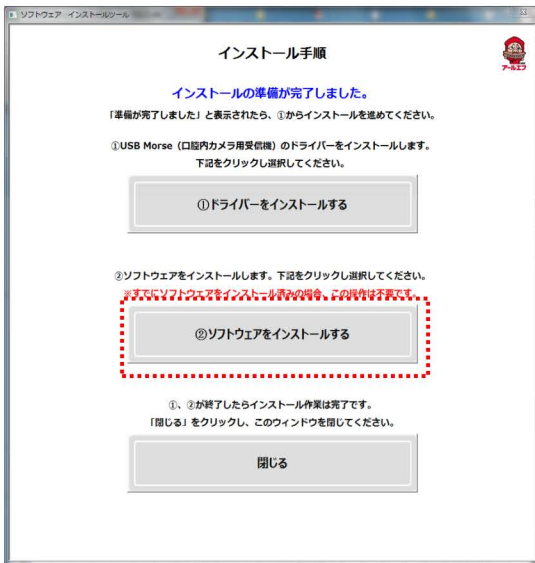 ソフトウェア インストールツール
インストール手順
アールエフ
インストールの準備が完了しました。
「準備が完了しました」と表示されたら、①からインストールを進めてください。
①USB Morse（口腔内カメラ用受信機）のドライバーをインストールします。
下記をクリックし選択してください。
①ドライバーをインストールする
②ソフトウェアをインストールします。下記をクリックし選択してください。
※すでにソフトウェアをインストール済みの場合、この操作は不要です。
②ソフトウェアをインストールする
①、②が終了したらインストール作業は完了です。
「閉じる」をクリックし、このウィンドウを閉じてください。
閉じる